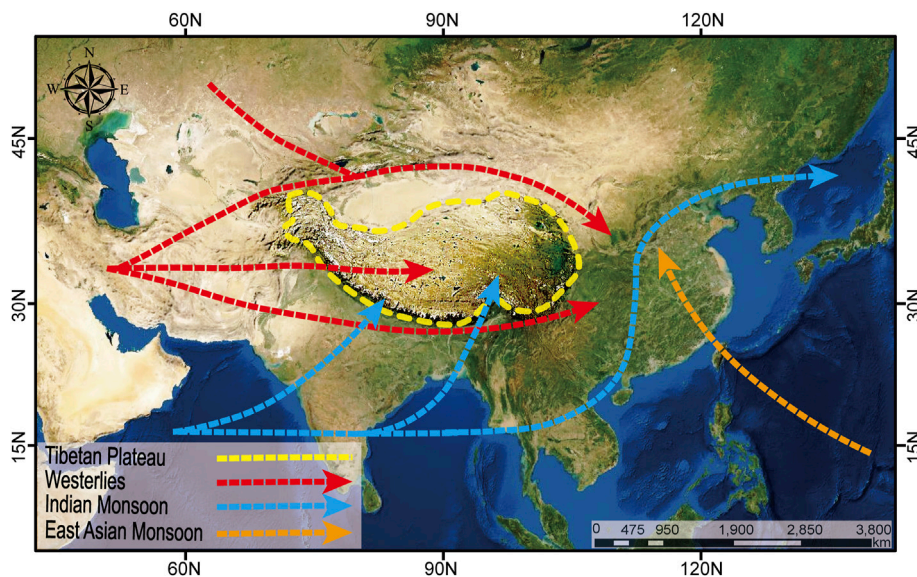 60N 90N 120N
N
W E
S
45N 45N
30N 30N
15N 15N
Tibetan Plateau
Westerlies
Indian Monsoon
East Asian Monsoon
0 475 950 1,900 2,850 3,800
km
60N 90N 120N